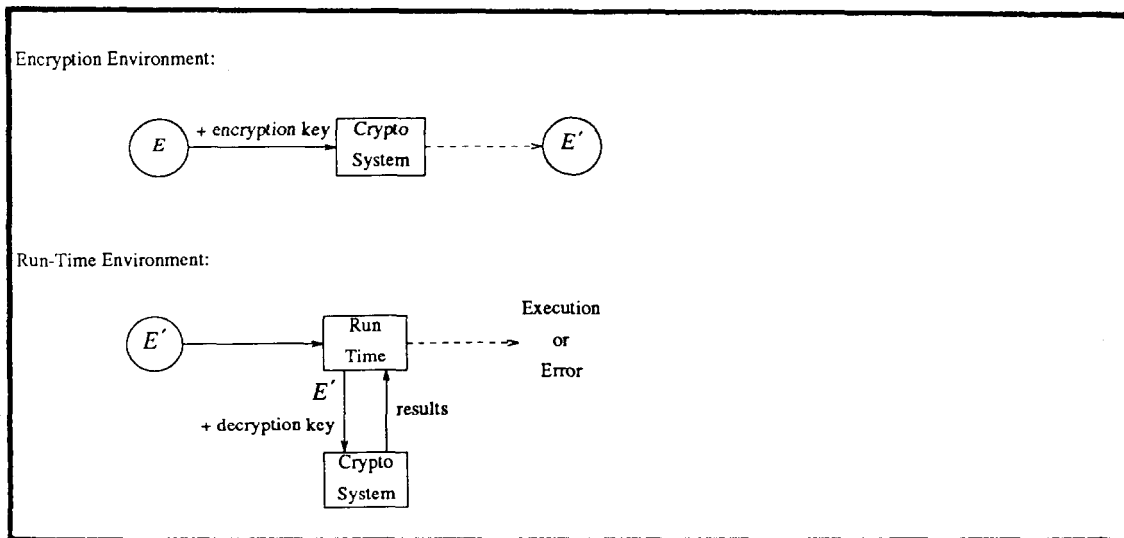 Encryption Environment:
E
+ encryption key
Crypto
System
E′
Run-Time Environment:
E′
Run
Time
Execution
or
Error
E′
+ decryption key
results
Crypto
System